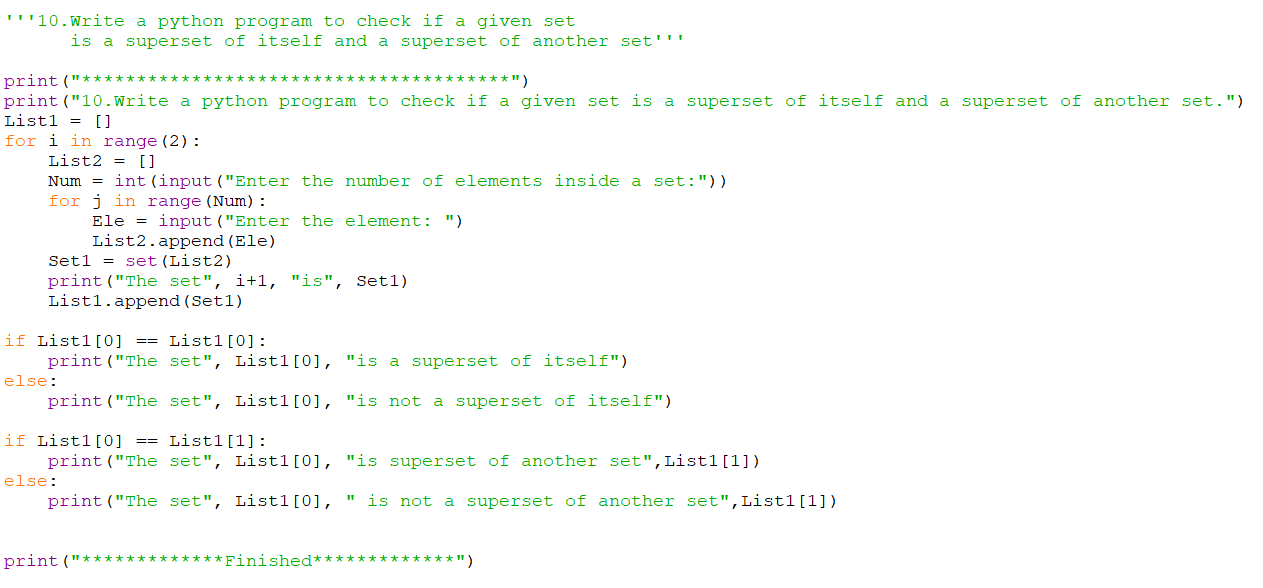 '''10.Write a python program to check if a given set
      is a superset of itself and a superset of another set'''

print("***************************************")
print("10.Write a python program to check if a given set is a superset of itself and a superset of another set.")
List1 = []
for i in range(2):
    List2 = []
    Num = int(input("Enter the number of elements inside a set:"))
    for j in range(Num):
        Ele = input("Enter the element: ")
        List2.append(Ele)
    Set1 = set(List2)
    print("The set", i+1, "is", Set1)
    List1.append(Set1)

if List1[0] == List1[0]:
    print("The set", List1[0], "is a superset of itself")
else:
    print("The set", List1[0], "is not a superset of itself")

if List1[0] == List1[1]:
    print("The set", List1[0], "is superset of another set",List1[1])
else:
    print("The set", List1[0], " is not a superset of another set",List1[1])


print("*************Finished*************")